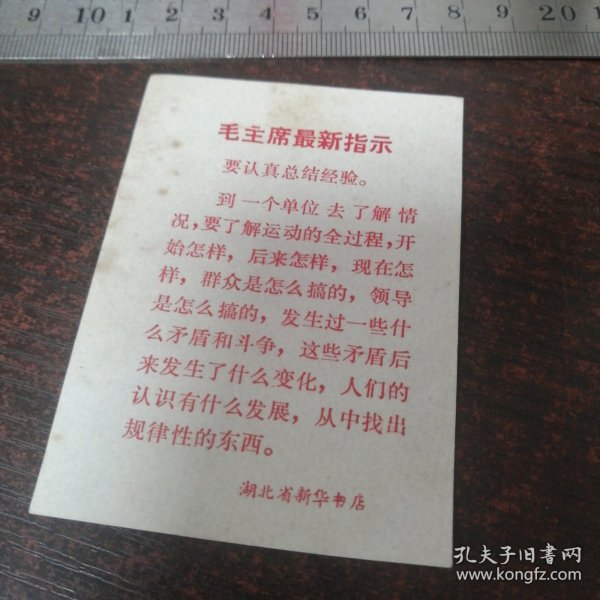 9 10 1 2 3 4 5 6 7 8 9 20
毛主席最新指示
要认真总结经验。
到一个单位去了解情
况，要了解运动的全过程，开
始怎样，后来怎样，现在怎
样，群众是怎么搞的，领导
是怎么搞的，发生过一些什
么矛盾和斗争，这些矛盾后
来发生了什么变化，人们的
认识有什么发展，从中找出
规律性的东西。
湖北省新华书店
孔夫子旧書网
www.kongfz.com